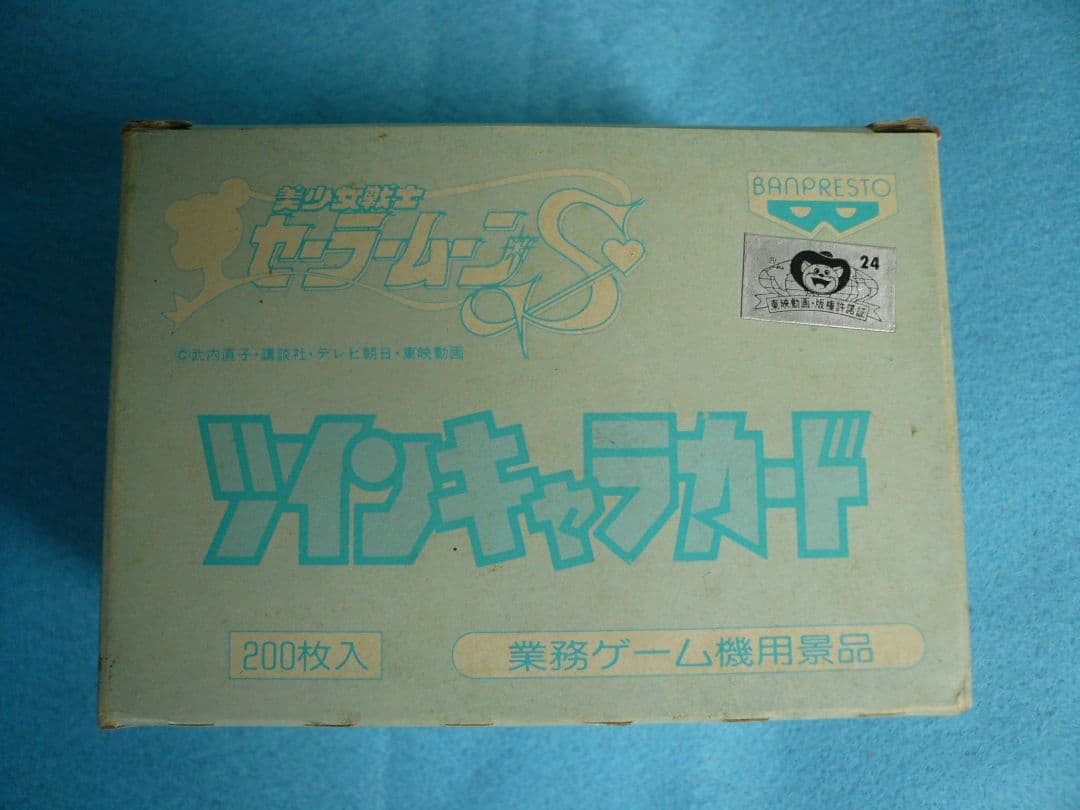 美少女戦士
セーラームーンS
BANPRESTO
24
東映動画・版権許諾証
©武内直子・講談社・テレビ朝日・東映動画
ツインキャラカード
200枚入
業務ゲーム機用景品